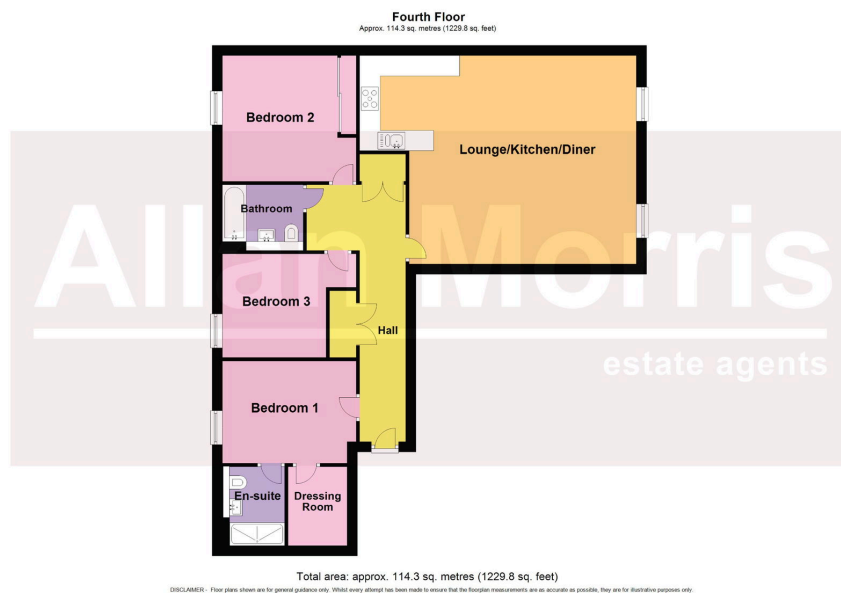 Fourth Floor
Approx. 114.3 sq. metres (1229.8 sq. feet)
Bedroom 2
Lounge/Kitchen/Diner
Bathroom
Allan Morris
Bedroom 3
Hall
estate agents
Bedroom 1
En-suite
Dressing
Room
Total area: approx. 114.3 sq. metres (1229.8 sq. feet)
DISCLAIMER - Floor plans shown are for general guidance only. Whilst every attempt has been made to ensure that the floorplan measurements are as accurate as possible, they are for illustrative purposes only.